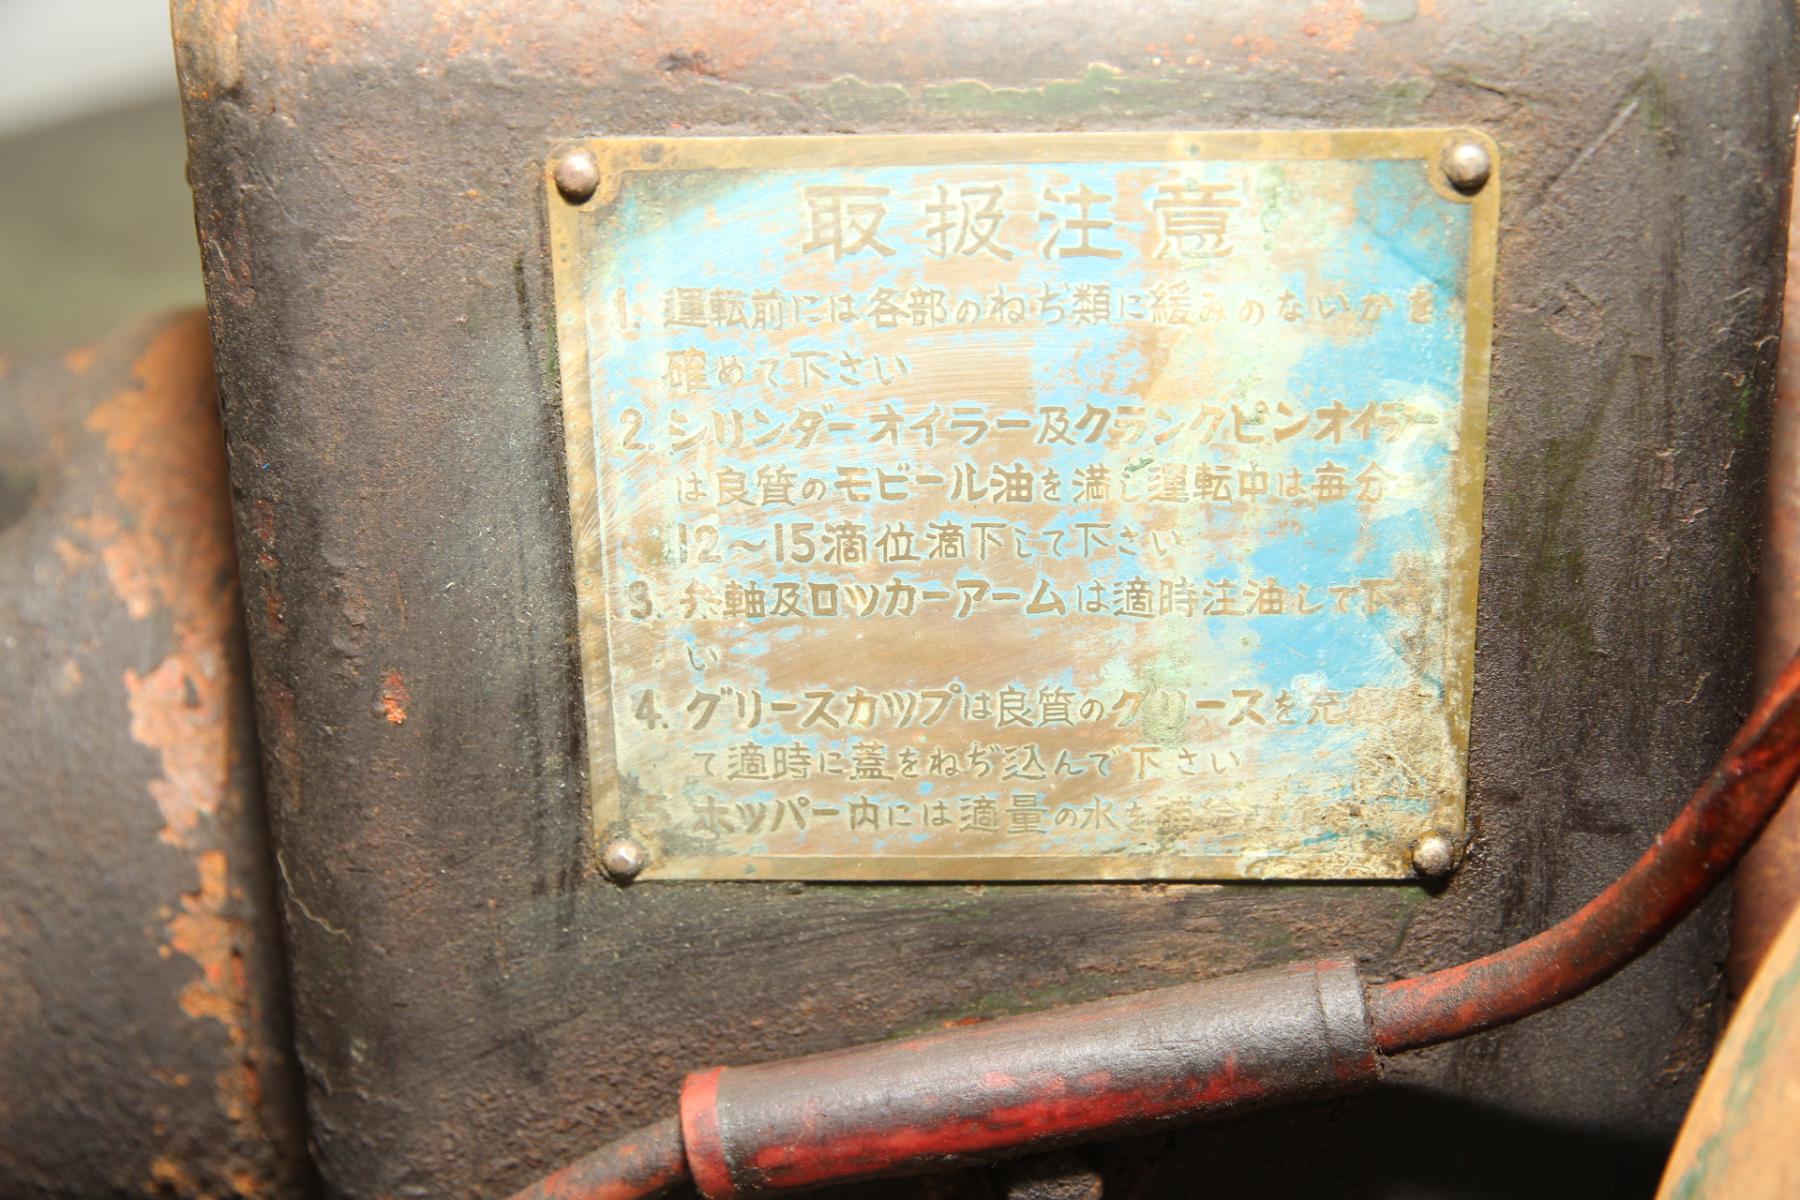 取扱注意
1. 運転前には各部のねぢ類に緩みのないかを
確めて下さい
2. シリンダーオイラー及クランクピンオイラー
は良質のモビール油を満し運転中は毎分
12〜15滴位滴下して下さい
3. 弁軸及ロッカーアームは適時注油して下さ
い
4. グリースカップは良質のグリースを充
て適時に蓋をねぢ込んで下さい
5 ホッパー内には適量の水を